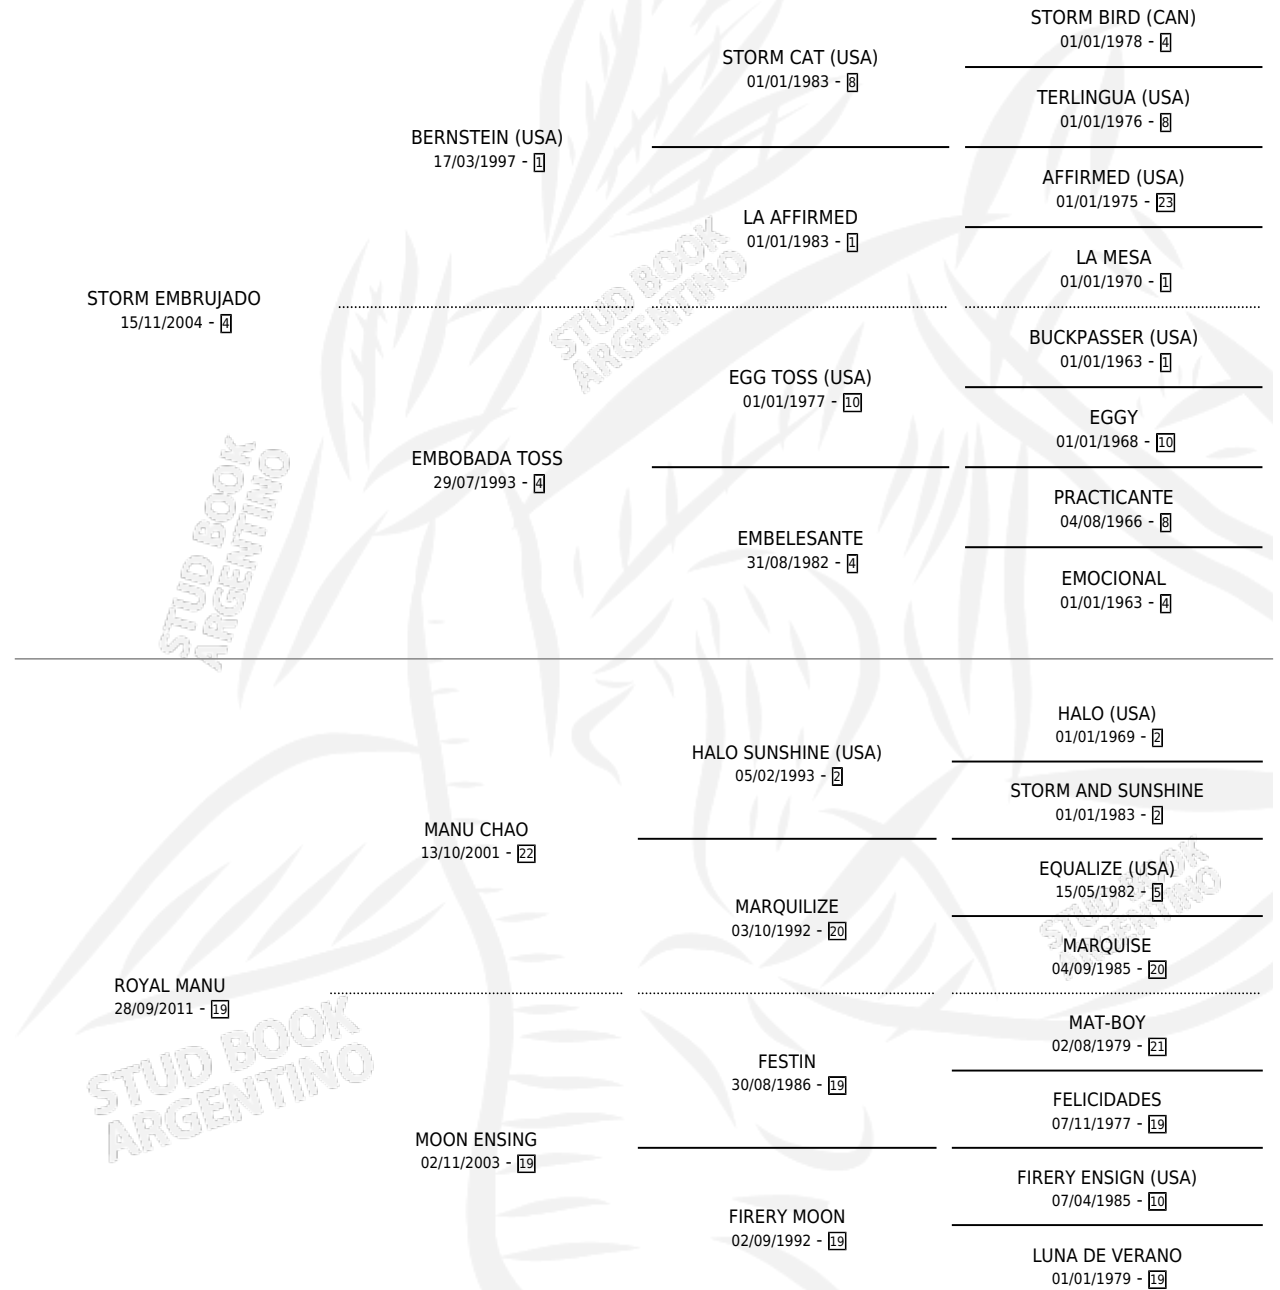 STORM BIRD (CAN)
01/01/1978 - 4
STORM CAT (USA)
01/01/1983 - 8
TERLINGUA (USA)
01/01/1976 - 8
BERNSTEIN (USA)
17/03/1997 - 1
AFFIRMED (USA)
01/01/1975 - 23
LA AFFIRMED
01/01/1983 - 1
LA MESA
01/01/1970 - 1
STORM EMBRUJADO
15/11/2004 - 4
BUCKPASSER (USA)
01/01/1963 - 1
EGG TOSS (USA)
01/01/1977 - 10
EGGY
01/01/1968 - 10
EMBOBADA TOSS
29/07/1993 - 4
PRACTICANTE
04/08/1966 - 8
EMBELESANTE
31/08/1982 - 4
EMOCIONAL
01/01/1963 - 4
HALO (USA)
01/01/1969 - 2
HALO SUNSHINE (USA)
05/02/1993 - 2
STORM AND SUNSHINE
01/01/1983 - 2
MANU CHAO
13/10/2001 - 22
EQUALIZE (USA)
15/05/1982 - 5
MARQUILIZE
03/10/1992 - 20
MARQUISE
04/09/1985 - 20
ROYAL MANU
28/09/2011 - 19
MAT-BOY
02/08/1979 - 21
FESTIN
30/08/1986 - 19
FELICIDADES
07/11/1977 - 19
MOON ENSING
02/11/2003 - 19
FIRERY ENSIGN (USA)
07/04/1985 - 10
FIRERY MOON
02/09/1992 - 19
LUNA DE VERANO
01/01/1979 - 19
STUD BOOK
ARGENTINO
STUD BOOK
ARGENTINO
STUD BOOK
ARGENTINO
STUD BOOK
ARGENTINO